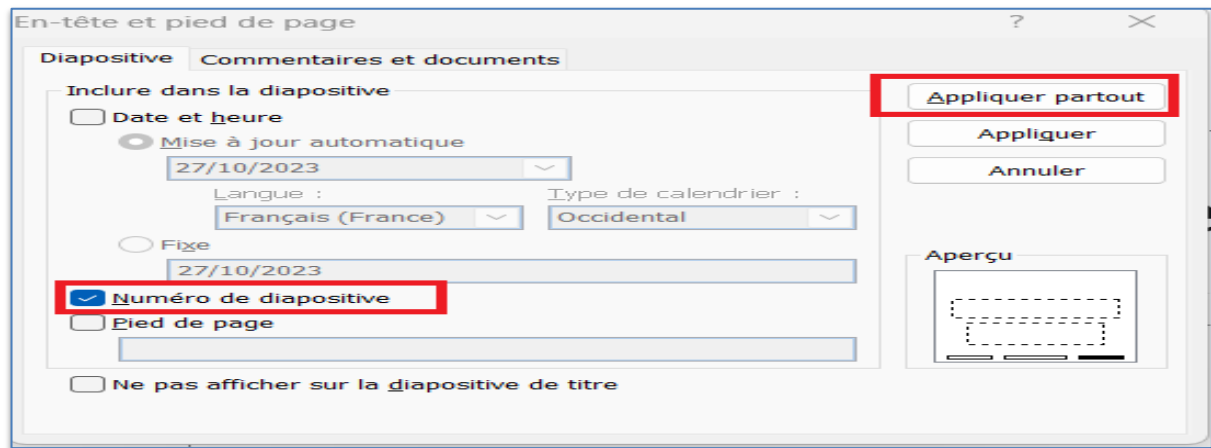 En-tête et pied de page
Diapositive Commentaires et documents
Inclure dans la diapositive
Date et heure
Mise à jour automatique
27/10/2023
Langue : Type de calendrier :
Français (France) Occidental
Fixe
27/10/2023
Numéro de diapositive
Pied de page
Ne pas afficher sur la diapositive de titre
Appliquer partout
Appliquer
Annuler
Aperçu